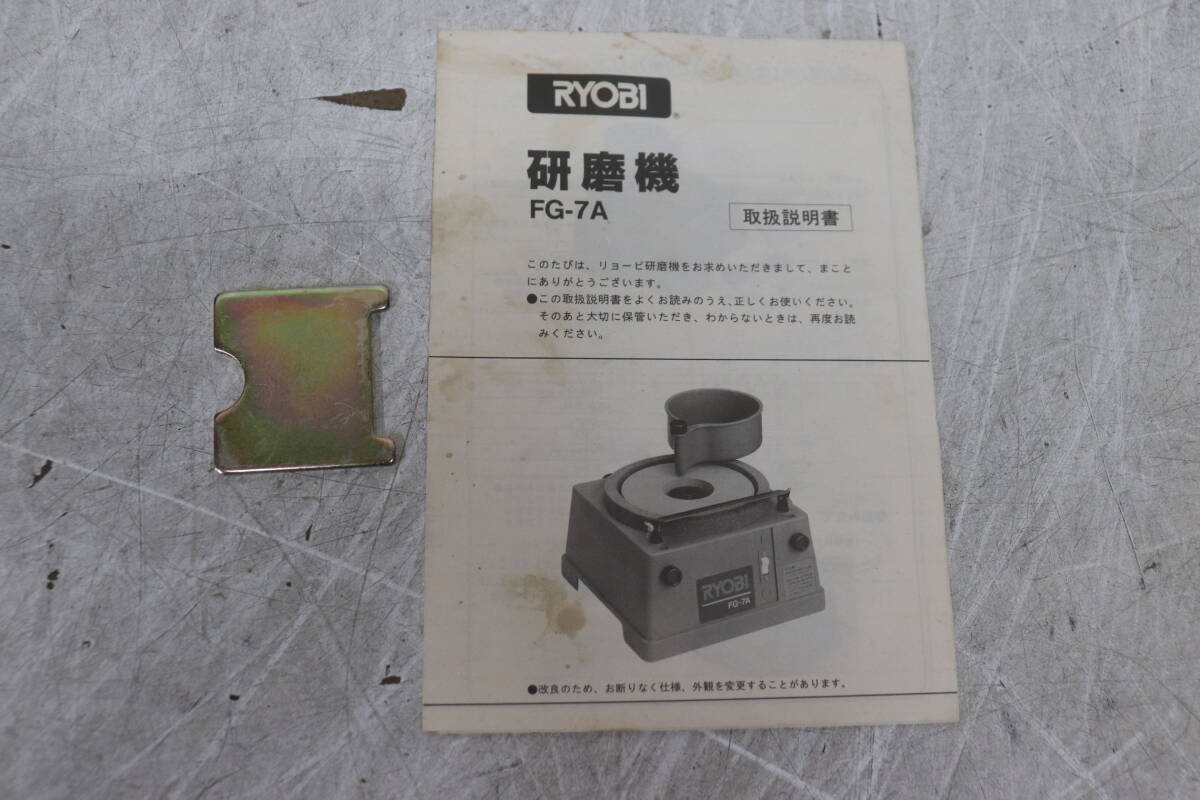 RYOBI
研磨機
FG-7A
取扱説明書
このたびは、リョービ研磨機をお求めいただきまして、まこと
にありがとうございます。
●この取扱説明書をよくお読みのうえ、正しくお使いください。
そのあと大切に保管いただき、わからないときは、再度お読
みください。
RYOBI
FG-7A
●改良のため、お断りなく仕様、外観を変更することがあります。